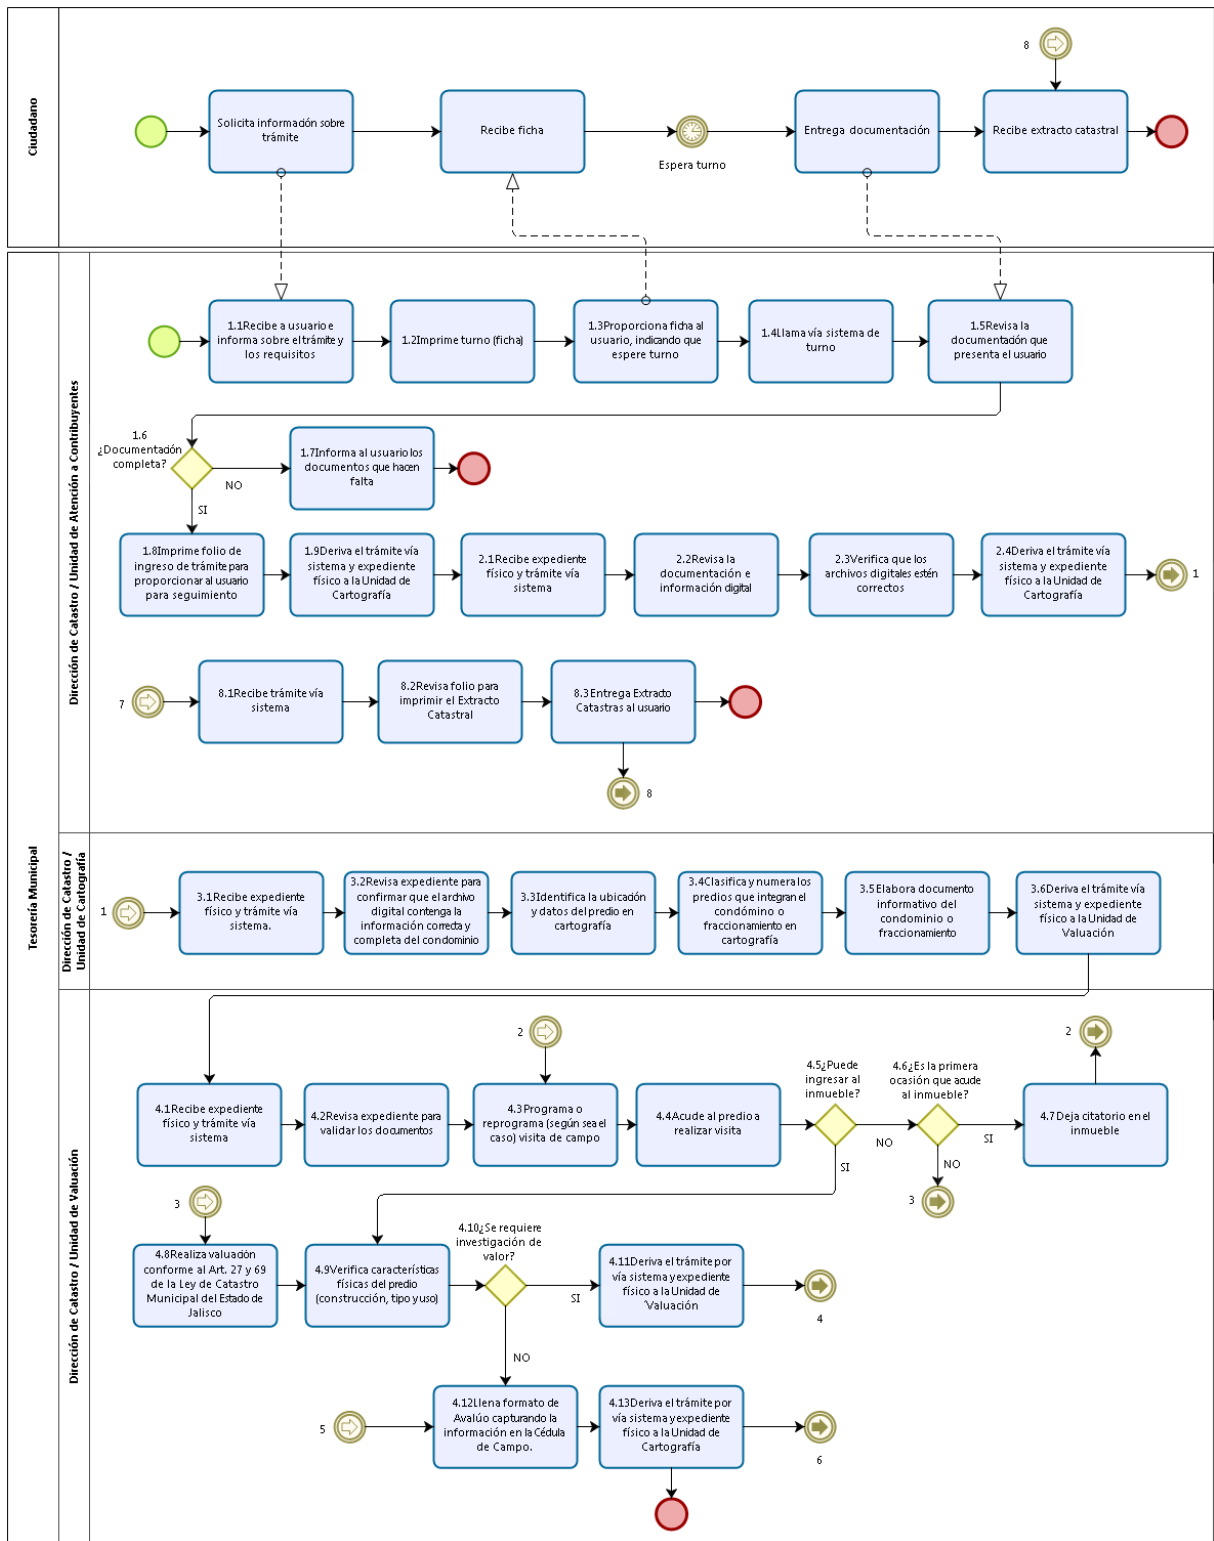 Ciudadano
8
Solicita información sobre
trámite
Recibe ficha
Espera turno
Entrega documentación
Recibe extracto catastral
Tesorería Municipal
Dirección de Catastro / Unidad de Atención a Contribuyentes
1.1Recibe a usuario e
informa sobre el trámite y
los requisitos
1.2Imprime turno (ficha)
1.3Proporciona ficha al
usuario, indicando que
espere turno
1.4Llama vía sistema de
turno
1.5Revisa la
documentación que
presenta el usuario
1.6
¿Documentación
completa?
NO
SI
1.7Informa al usuario los
documentos que hacen
falta
1.8Imprime folio de
ingreso de trámite para
proporcionar al usuario
para seguimiento
1.9Deriva el trámite vía
sistema y expediente
físico a la Unidad de
Cartografía
2.1Recibe expediente
físico y trámite vía
sistema
2.2Revisa la
documentación e
información digital
2.3Verifica que los
archivos digitales estén
correctos
2.4Deriva el trámite vía
sistema y expediente
físico a la Unidad de
Cartografía
1
7
8.1Recibe trámite vía
sistema
8.2Revisa folio para
imprimir el Extracto
Catastral
8.3Entrega Extracto
Catastras al usuario
8
Dirección de Catastro /
Unidad de Cartografía
1
3.1Recibe expediente
físico y trámite vía
sistema.
3.2Revisa expediente para
confirmar que el archivo
digital contenga la
información correcta y
completa del condominio
3.3Identifica la ubicación
y datos del predio en
cartografía
3.4Clasifica y numera los
predios que integran el
condómino o
fraccionamiento en
cartografía
3.5Elabora documento
informativo del
condominio o
fraccionamiento
3.6Deriva el trámite vía
sistema y expediente
físico a la Unidad de
Valuación
Dirección de Catastro / Unidad de Valuación
2
4.5¿Puede
ingresar al
inmueble?
4.6¿Es la primera
ocasión que acude
al inmueble?
2
4.1Recibe expediente
físico y trámite vía
sistema
4.2Revisa expediente para
validar los documentos
4.3Programa o
reprograma (según sea el
caso) visita de campo
4.4Acude al predio a
realizar visita
NO
SI
4.7Deja citatorio en el
inmueble
SI
NO
3
3
4.8Realiza valuación
conforme al Art. 27 y 69
de la Ley de Catastro
Municipal del Estado de
Jalisco
4.9Verifica características
físicas del predio
(construcción, tipo y uso)
4.10¿Se requiere
investigación de
valor?
SI
NO
4.11Deriva el trámite por
vía sistema y expediente
físico a la Unidad de
Valuación
4
5
4.12Llena formato de
Avalúo capturando la
información en la Cédula
de Campo.
4.13Deriva el trámite por
vía sistema y expediente
físico a la Unidad de
Cartografía
6